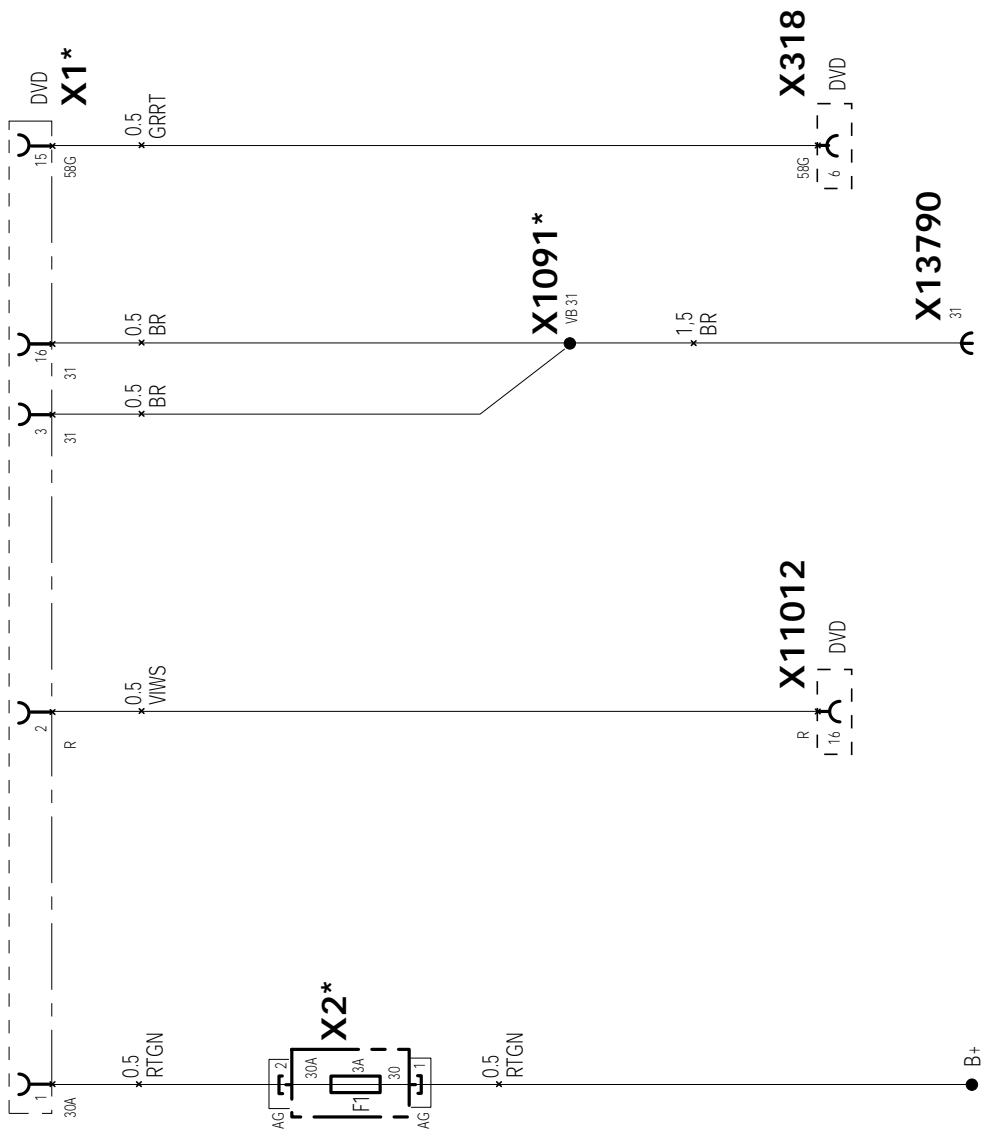 X1*
DVD
1
30A
2
R
3
31
16
31
15
58G
0.5
RTGN
0.5
VIWS
0.5
BR
0.5
BR
0.5
GRRT
X2*
AG
2
30A
F1
3A
30
AG
1
0.5
RTGN
B+
X1091*
VB 31
1,5
BR
X11012
R
16
DVD
X318
58G
6
DVD
X13790
31